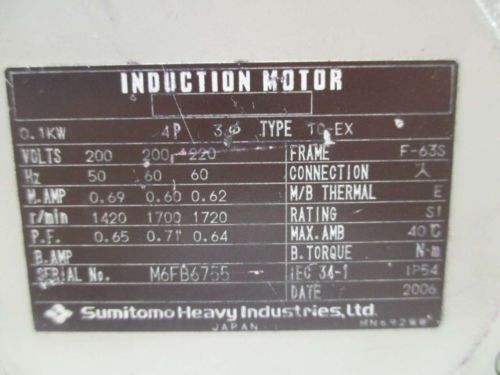 INDUCTION MOTOR
0.1KW 4P 3Φ TYPE TC-EX
VOLTS 200 200 220 FRAME F-63S
Hz 50 60 60 CONNECTION
M.AMP 0.69 0.60 0.62 M/B THERMAL E
r/min 1420 1700 1720 RATING S1
P.F. 0.65 0.71 0.64 MAX.AMB 40℃
B.AMP B.TORQUE N·m
SERIAL No. M6FB6755 IEC 34-1 IP54
DATE 2006
Sumitomo Heavy Industries, Ltd.
JAPAN